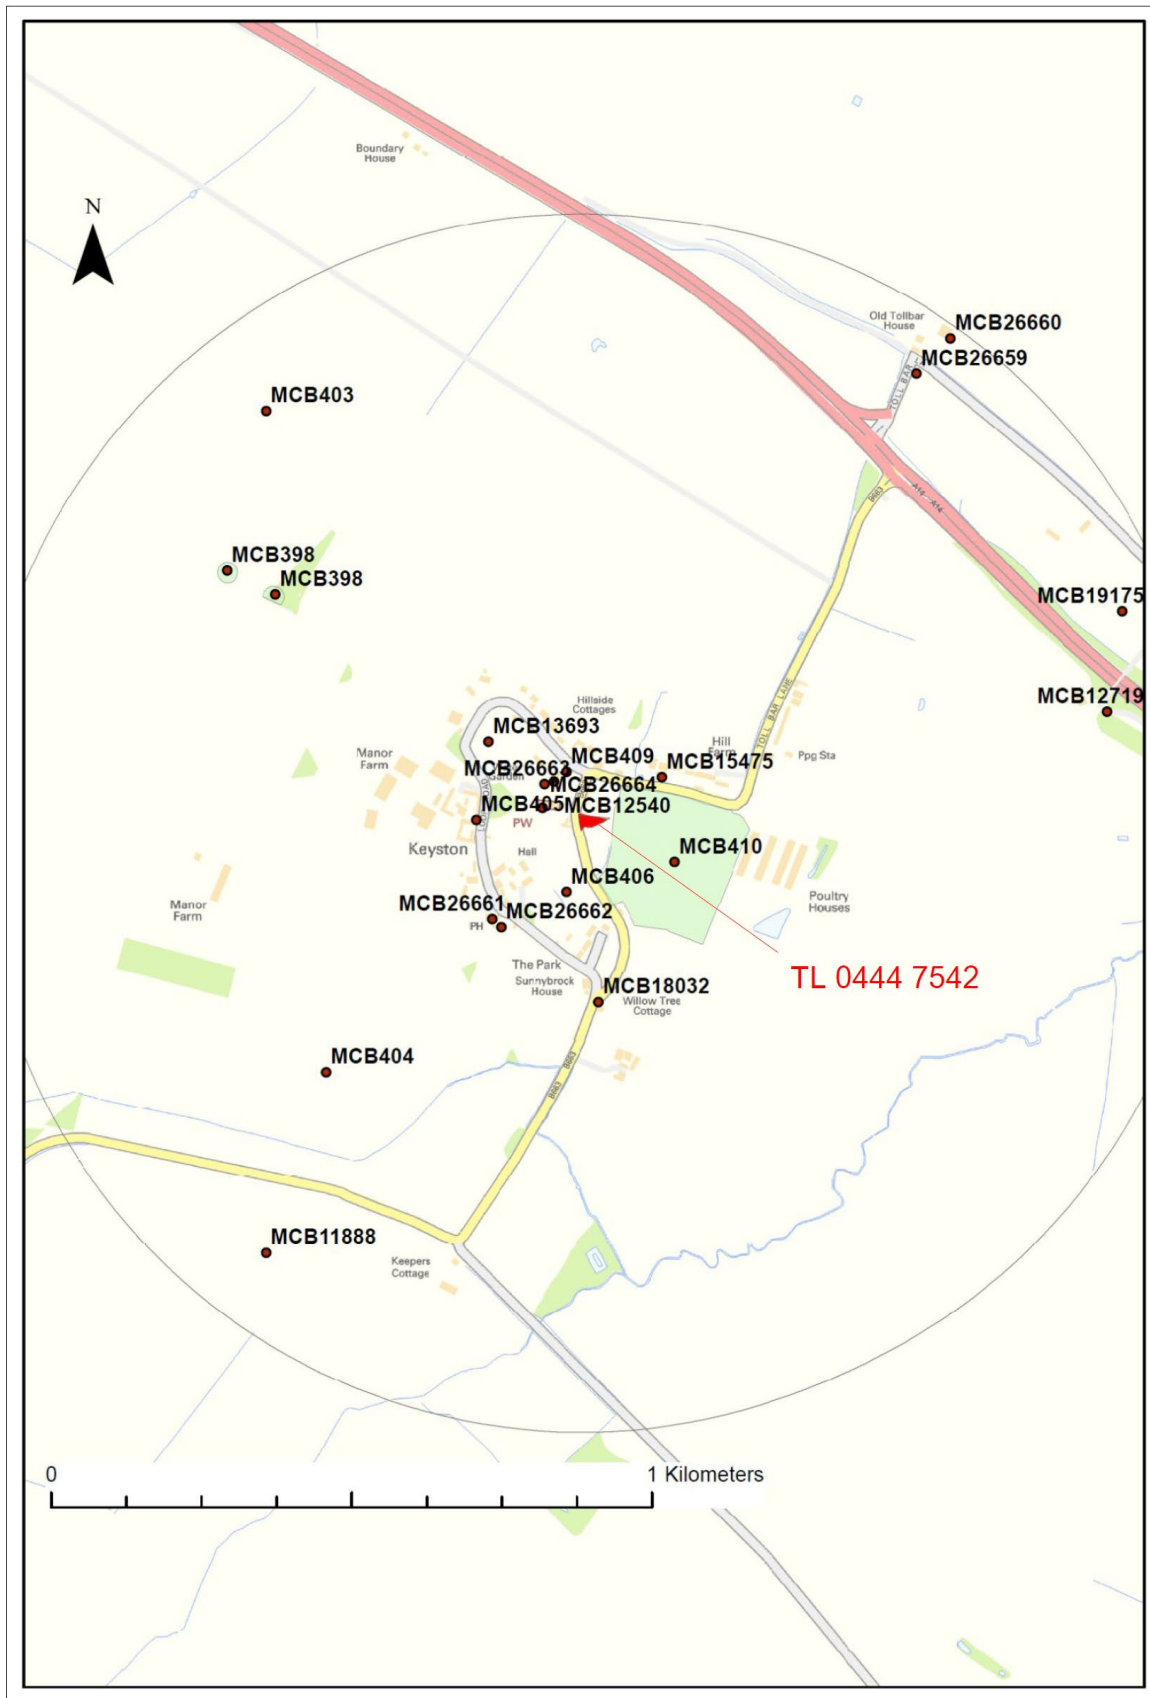 Boundary
House
N
Old Tollbar
House
MCB26660
MCB26659
TOLL BAR
MCB403
B663
A14
A14
MCB398
MCB398
MCB19175
MCB12719
TOLL BAR LANE
Hillside
Cottages
MCB13693
Manor
Farm
MCB409
Hill
Farm
MCB15475
Ppg Sta
MCB26663
Garden
MCB26664
MCB405
MCB12540
PW
Keyston
Hall
MCB410
MCB406
Poultry
Houses
Manor
Farm
MCB26661
MCB26662
PH
The Park
Sunnybrock
House
TL 0444 7542
MCB18032
Willow Tree
Cottage
MCB404
B663
B663
MCB11888
Keepers
Cottage
0
1 Kilometers